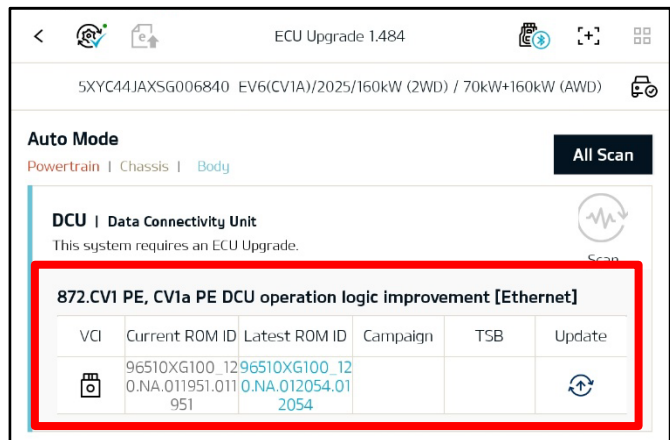 ECU Upgrade 1.484
5XYC44JAXSG006840 EV6(CV1A)/2025/160kW (2WD) / 70kW+160kW (AWD)
Auto Mode
All Scan
Powertrain | Chassis | Body
DCU | Data Connectivity Unit
This system requires an ECU Upgrade.
Scan
872.CV1 PE, CV1a PE DCU operation logic improvement [Ethernet]
VCI Current ROM ID Latest ROM ID Campaign TSB Update
96510XG100_12 96510XG100_12
0.NA.011951.011 0.NA.012054.01
951 2054